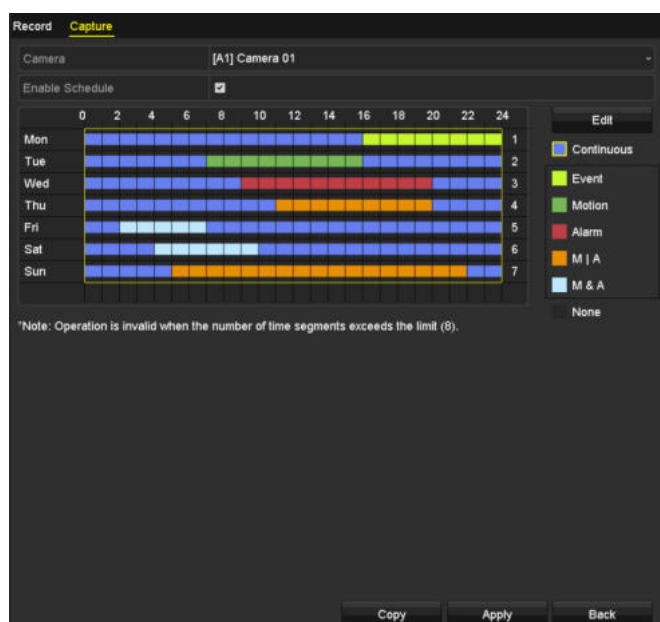 Record Capture
Camera [A1] Camera 01
Enable Schedule
0 2 4 6 8 10 12 14 16 18 20 22 24
Edit
Mon 1
Continuous
Tue 2
Event
Wed 3
Motion
Thu 4
Alarm
Fri 5
M | A
Sat 6
M & A
Sun 7
None
*Note: Operation is invalid when the number of time segments exceeds the limit (8).
Copy Apply Back